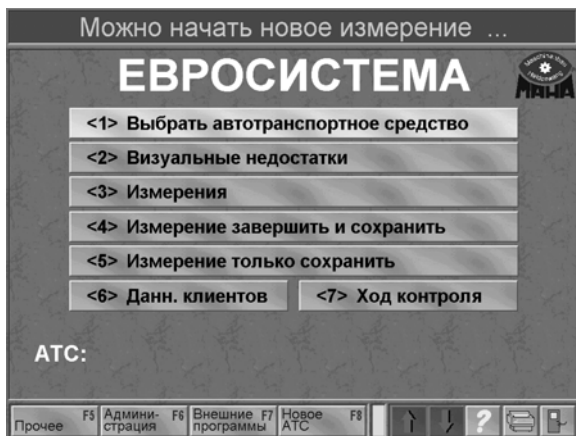 Можно начать новое измерение ...
ЕВРОСИСТЕМА
МАНА
<1> Выбрать автотранспортное средство
<2> Визуальные недостатки
<3> Измерения
<4> Измерение завершить и сохранить
<5> Измерение только сохранить
<6> Данн. клиентов
<7> Ход контроля
АТС:
Прочее F5
Админи- F6
страция
Внешние F7
программы
Новое F8
АТС
?